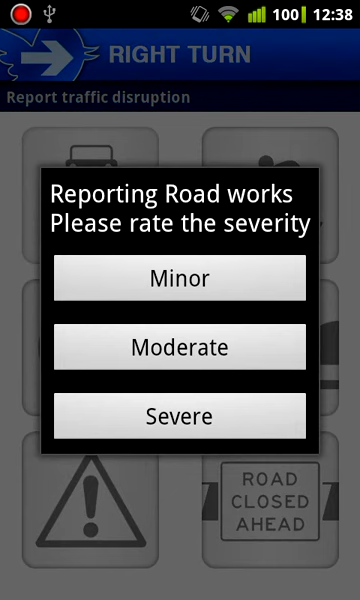 100 12:38
RIGHT TURN
Report traffic disruption
Reporting Road works
Please rate the severity
Minor
Moderate
Severe
ROAD
CLOSED
AHEAD